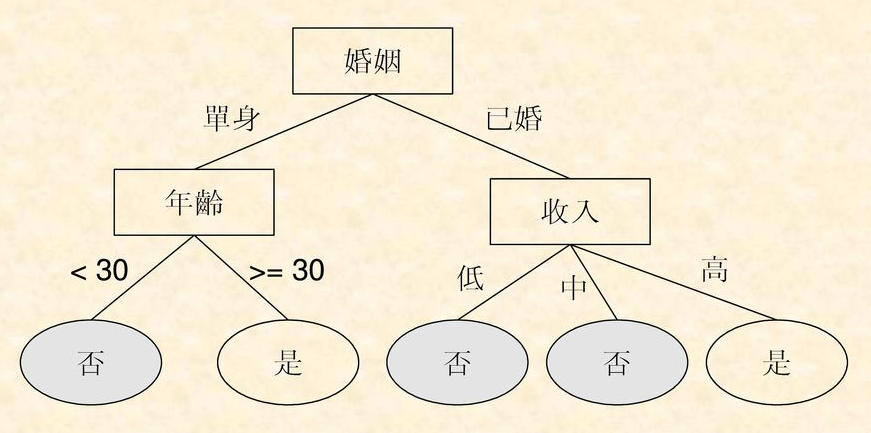 婚姻
單身
已婚
年齡
收入
< 30
>= 30
低
中
高
否
是
否
否
是